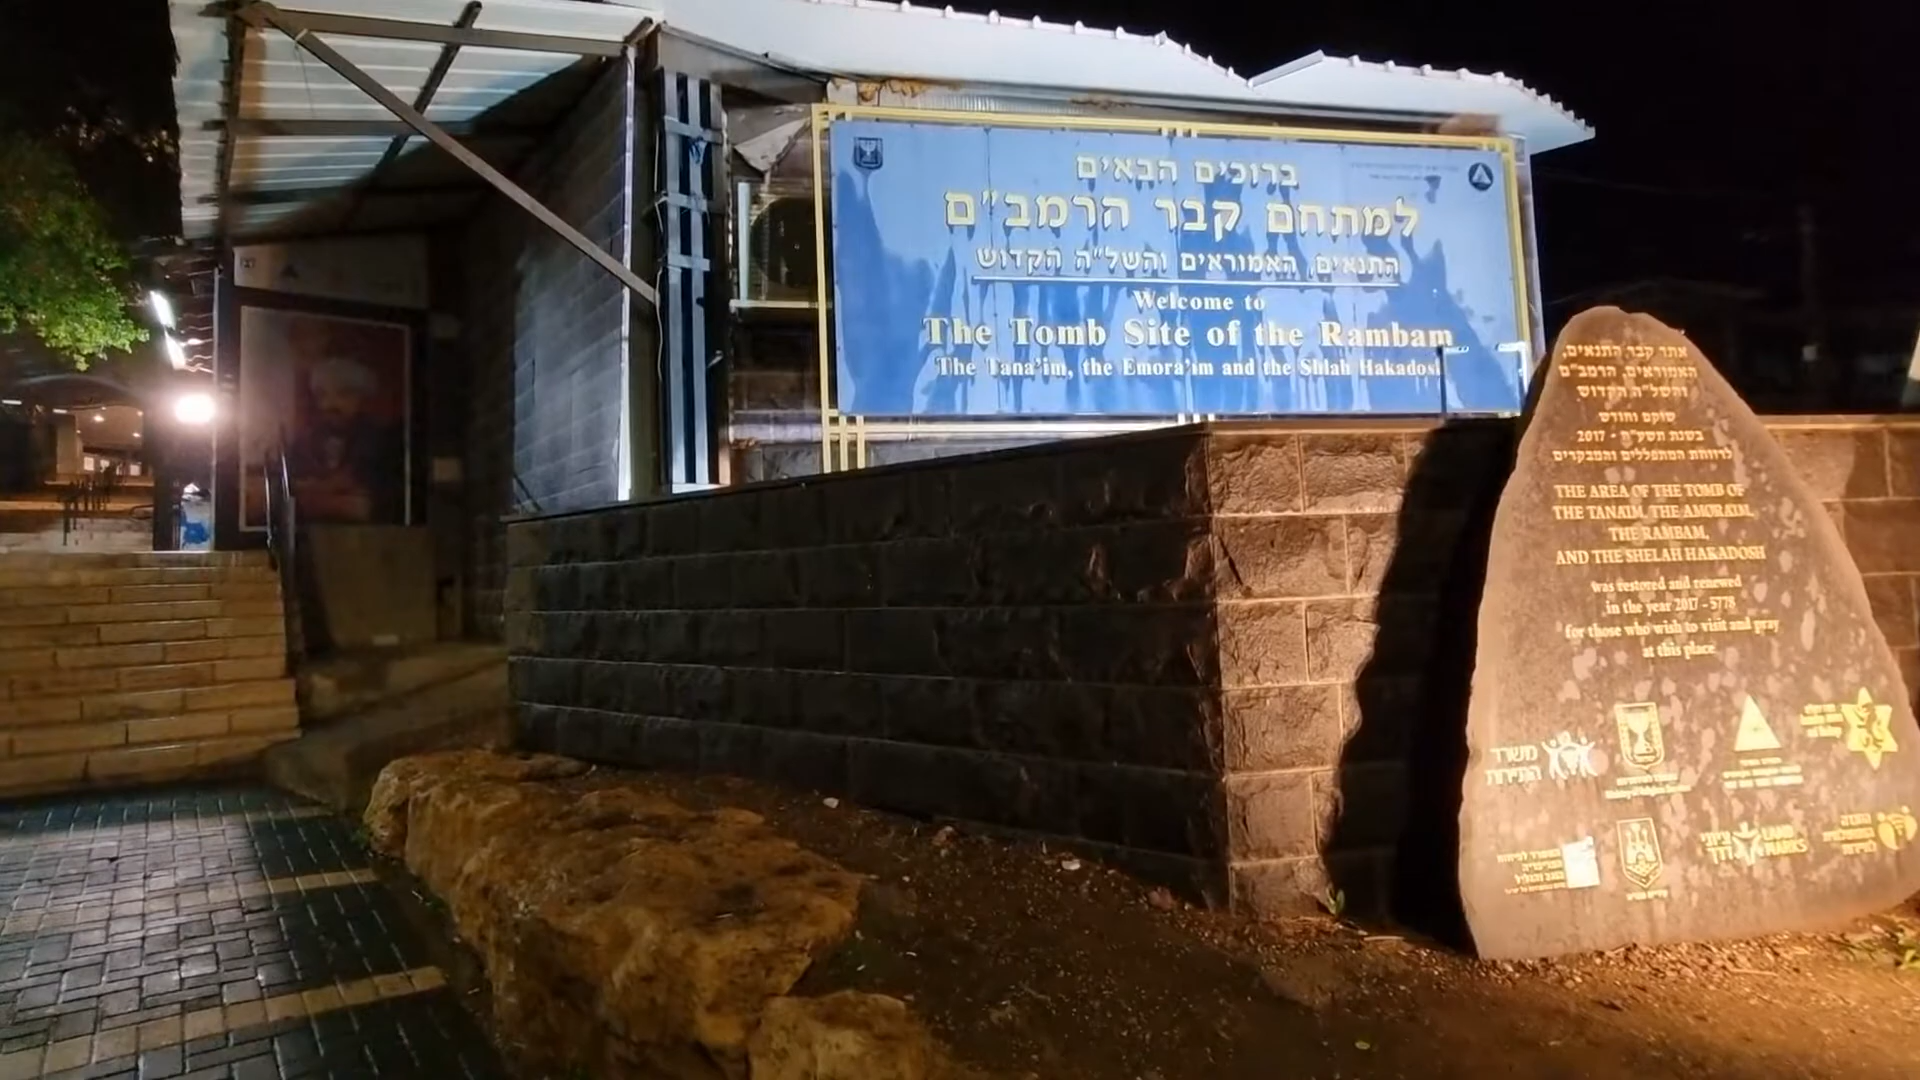 ברוכים הבאים
למתחם קבר הרמב"ם
התנאים, האמוראים והשל"ה הקדוש
Welcome to
The Tomb Site of the Rambam
The Tana'im, the Emora'im and the Shlah Hakadosh
אתר קבר התנאים,
האמוראים, הרמב"ם
והשל"ה הקדוש
שוקם וחודש
בשנת תשע"ח - 2017
לרווחת המתפללים והמבקרים
THE AREA OF THE TOMB OF
THE TANAIM, THE AMORAIM,
THE RAMBAM,
AND THE SHELAH HAKADOSH
was restored and renewed
in the year 2017 - 5778
for those who wish to visit and pray
at this place
משרד
התיירות
ציוני
דרך
LAND
MARKS